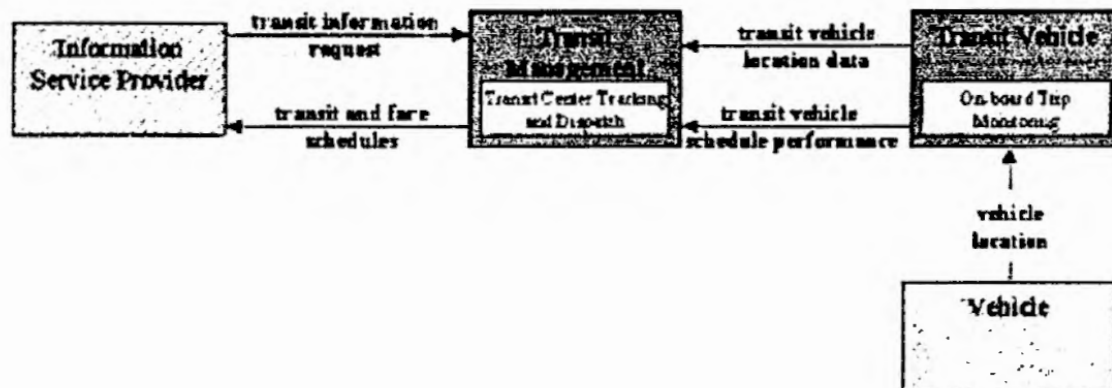 Information
Service Provider
transit information
request
transit and fare
schedules
Transit
Management
Transit Center Tracking
and Dispatch
transit vehicle
location data
transit vehicle
schedule performance
Transit Vehicle
On-board Trip
Monitoring
vehicle
location
Vehicle